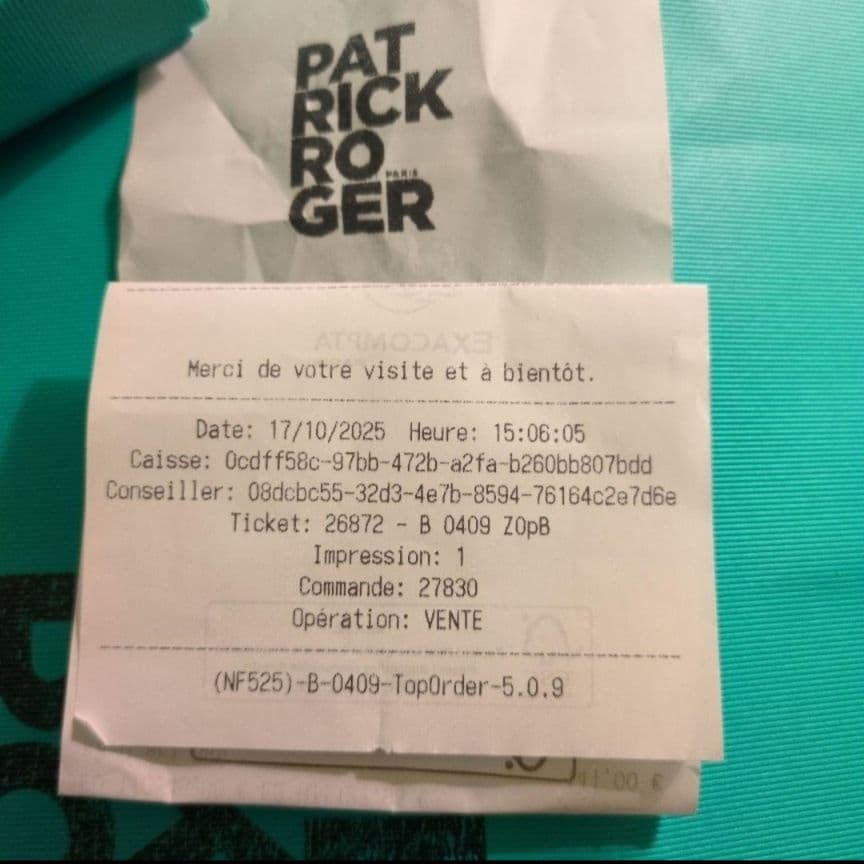 PAT
RICK
RO
PARIS
GER
EXACOMPTA
Merci de votre visite et à bientôt.
Date: 17/10/2025 Heure: 15:06:05
Caisse: 0cdff58c-97bb-472b-a2fa-b260bb807bdd
Conseiller: 08dcbc55-32d3-4e7b-8594-76164c2e7d6e
Ticket: 26872 - B 0409 ZOpB
Impression: 1
Commande: 27830
Opération: VENTE
(NF525)-B-0409-TopOrder-5.0.9